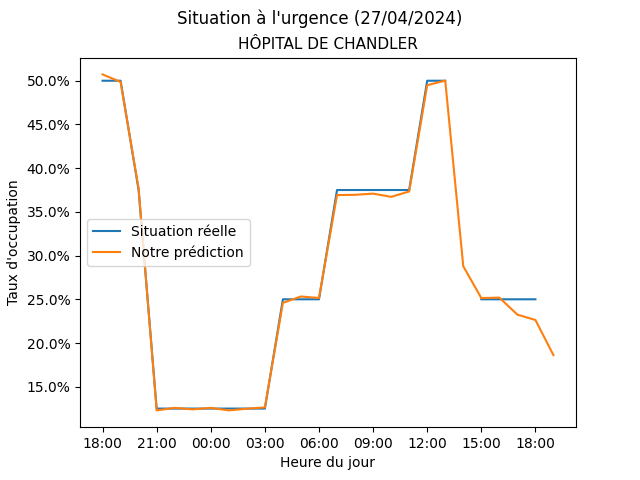 Situation à l'urgence (27/04/2024)
HÔPITAL DE CHANDLER
Taux d'occupation
50.0%
45.0%
40.0%
35.0%
30.0%
25.0%
20.0%
15.0%
Situation réelle
Notre prédiction
18:00 21:00 00:00 03:00 06:00 09:00 12:00 15:00 18:00
Heure du jour